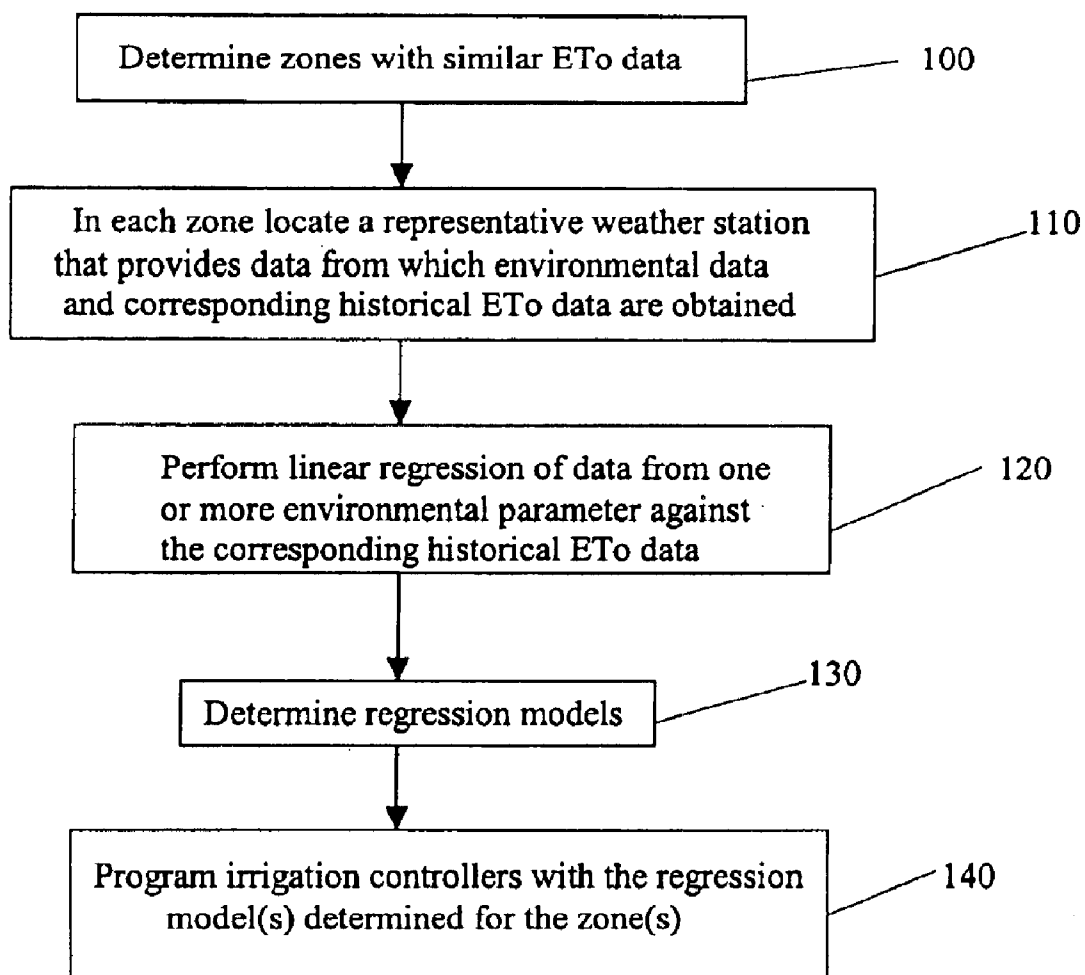 Determine zones with similar ETo data
100
In each zone locate a representative weather station
that provides data from which environmental data
and corresponding historical ETo data are obtained
110
Perform linear regression of data from one
or more environmental parameter against
the corresponding historical ETo data
120
Determine regression models
130
Program irrigation controllers with the regression
model(s) determined for the zone(s)
140